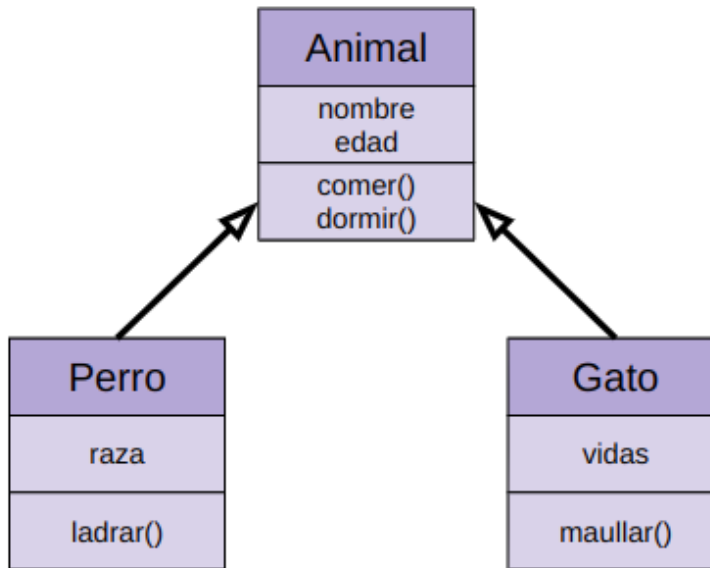 Animal
nombre
edad
comer()
dormir()
Perro
raza
ladrar()
Gato
vidas
maullar()